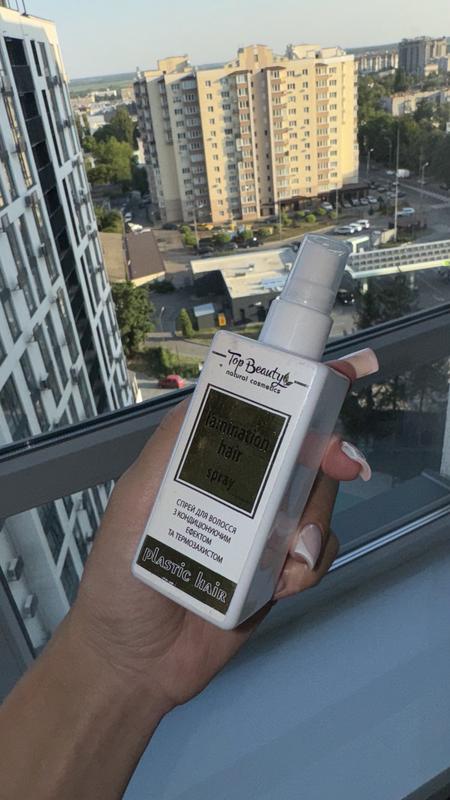 Top Beauty
natural cosmetics
lamination
hair
spray
СПРЕЙ ДЛЯ ВОЛОССЯ
З КОНДИЦІОНУЮЧИМ
ЕФЕКТОМ
ТА ТЕРМОЗАХИСТОМ
plastic hair